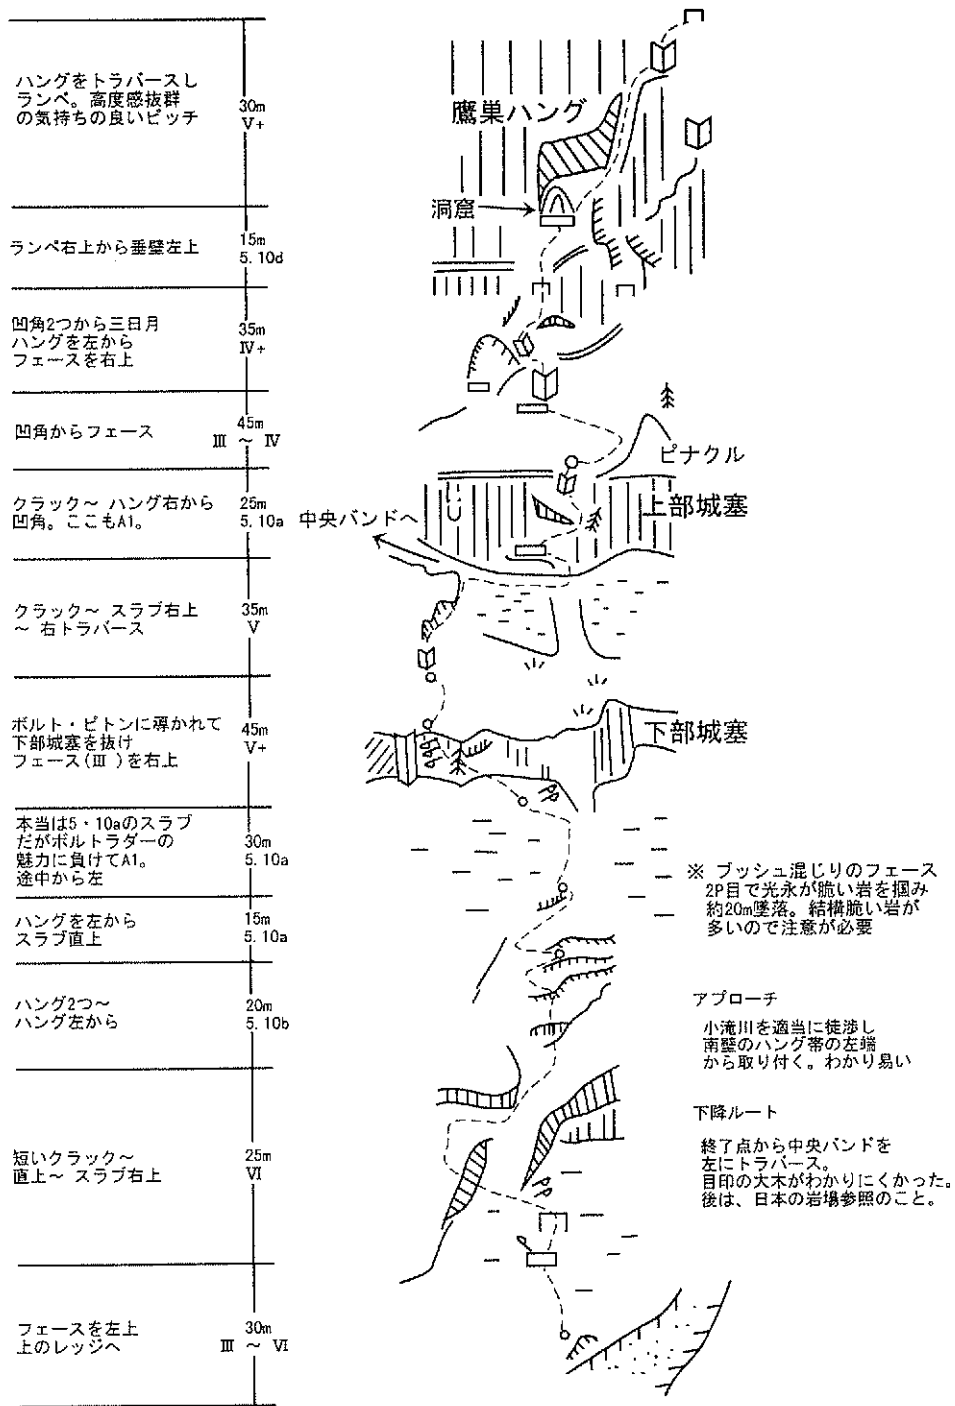 ハングをトラバースし
ランペ。高度感抜群
の気持ちの良いピッチ
30m
V+
ランペ右上から垂壁左上
15m
5.10d
凹角2つから三日月
ハングを左から
フェースを右上
35m
Ⅳ+
凹角からフェース
45m
Ⅲ ～ Ⅳ
クラック～ ハング右から
凹角。ここもA1。
25m
5.10a
クラック～ スラブ右上
～ 右トラバース
35m
V
ボルト・ピトンに導かれて
下部城塞を抜け
フェース(Ⅲ )を右上
45m
V+
本当は5・10aのスラブ
だがボルトラダーの
魅力に負けてA1。
途中から左
30m
5.10a
ハングを左から
スラブ直上
15m
5.10a
ハング2つ～
ハング左から
20m
5.10b
短いクラック～
直上～ スラブ右上
25m
Ⅵ
フェースを左上
上のレッジへ
30m
Ⅲ ～ Ⅵ
鷹巣ハング
洞窟
ピナクル
上部城塞
中央バンドへ
下部城塞
※ ブッシュ混じりのフェース
2P目で光永が脆い岩を掴み
約20m墜落。結構脆い岩が
多いので注意が必要
アプローチ
小滝川を適当に徒渉し
南壁のハング帯の左端
から取り付く。わかり易い
下降ルート
終了点から中央バンドを
左にトラバース。
目印の大木がわかりにくかった。
後は、日本の岩場参照のこと。